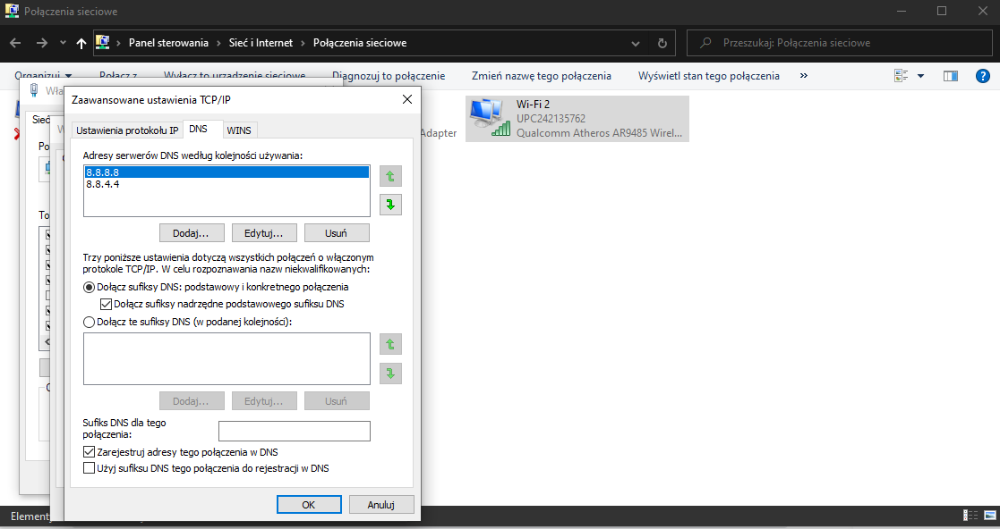 Połączenia sieciowe
Panel sterowania
Sieć i Internet
Połączenia sieciowe
Przeszukaj: Połączenia sieciowe
Organizuj
Połącz z
Wyłącz to urządzenie sieciowe
Diagnozuj to połączenie
Zmień nazwę tego połączenia
Wyświetl stan tego połączenia
»
?
Zaawansowane ustawienia TCP/IP
Wi-Fi 2
UPC242135762
Adapter
Qualcomm Atheros AR9485 Wirel...
Ustawienia protokołu IP
DNS
WINS
Adresy serwerów DNS według kolejności używania:
8.8.8.8
8.8.4.4
Dodaj...
Edytuj...
Usuń
Trzy poniższe ustawienia dotyczą wszystkich połączeń o włączonym
protokole TCP/IP. W celu rozpoznawania nazw niekwalifikowanych:
Dołącz sufiksy DNS: podstawowy i konkretnego połączenia
Dołącz sufiksy nadrzędne podstawowego sufiksu DNS
Dołącz te sufiksy DNS (w podanej kolejności):
Dodaj...
Edytuj...
Usuń
Sufiks DNS dla tego
połączenia:
Zarejestruj adresy tego połączenia w DNS
Użyj sufiksu DNS tego połączenia do rejestracji w DNS
OK
Anuluj